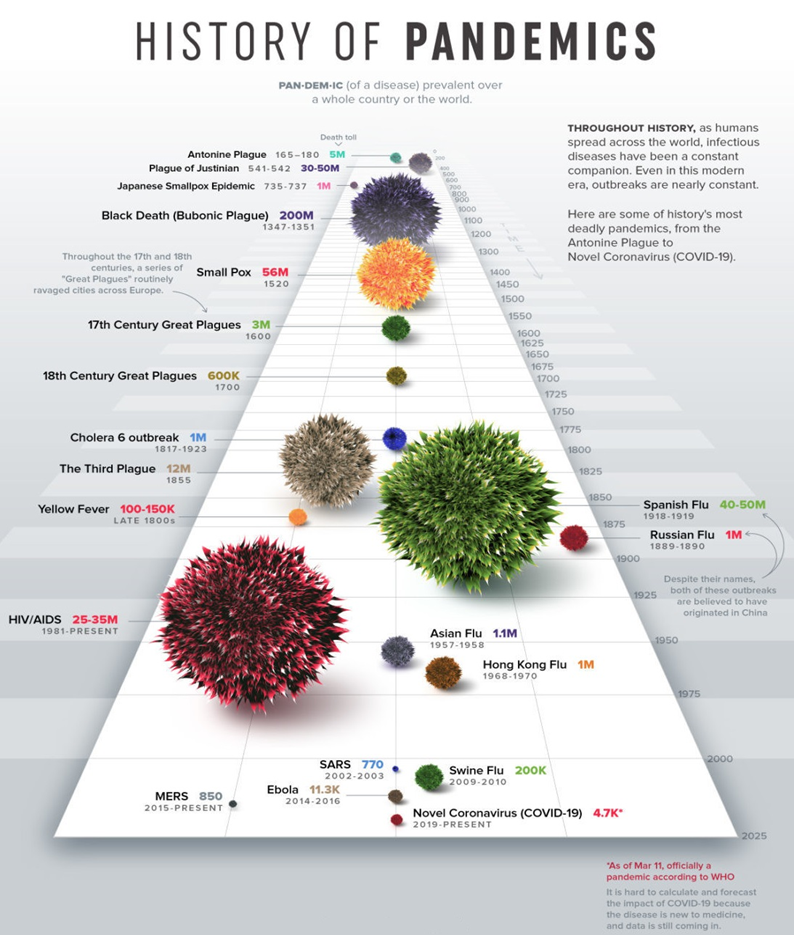 HISTORY OF PANDEMICS
PAN·DEM·IC (of a disease) prevalent over
a whole country or the world.
THROUGHOUT HISTORY, as humans
spread across the world, infectious
diseases have been a constant
companion. Even in this modern
era, outbreaks are nearly constant.
Here are some of history's most
deadly pandemics, from the
Antonine Plague to
Novel Coronavirus (COVID-19).
Death toll
Antonine Plague 165–180 5M
Plague of Justinian 541-542 30-50M
Japanese Smallpox Epidemic 735-737 1M
Black Death (Bubonic Plague) 200M
1347-1351
Throughout the 17th and 18th
centuries, a series of
"Great Plagues" routinely
ravaged cities across Europe.
Small Pox 56M
1520
17th Century Great Plagues 3M
1600
18th Century Great Plagues 600K
1700
Cholera 6 outbreak 1M
1817-1923
The Third Plague 12M
1855
Yellow Fever 100-150K
LATE 1800s
Spanish Flu 40-50M
1918-1919
Russian Flu 1M
1889-1890
Despite their names,
both of these outbreaks
are believed to have
originated in China
HIV/AIDS 25-35M
1981-PRESENT
Asian Flu 1.1M
1957-1958
Hong Kong Flu 1M
1968-1970
SARS 770
2002-2003
Swine Flu 200K
2009-2010
Ebola 11.3K
2014-2016
MERS 850
2015-PRESENT
Novel Coronavirus (COVID-19) 4.7K*
2019-PRESENT
TIME
0
200
400
500
600
700
800
900
1000
1100
1200
1300
1400
1450
1500
1550
1600
1625
1650
1675
1700
1725
1750
1775
1800
1825
1850
1875
1900
1925
1950
1975
2000
2025
*As of Mar 11, officially a
pandemic according to WHO
It is hard to calculate and forecast
the impact of COVID-19 because
the disease is new to medicine,
and data is still coming in.